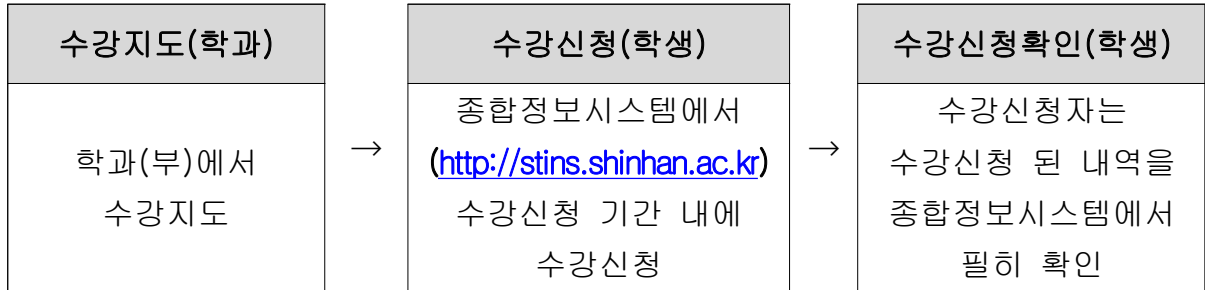 수강지도(학과)
학과(부)에서
수강지도
→
수강신청(학생)
종합정보시스템에서
(http://stins.shinhan.ac.kr)
수강신청 기간 내에
수강신청
→
수강신청확인(학생)
수강신청자는
수강신청 된 내역을
종합정보시스템에서
필히 확인